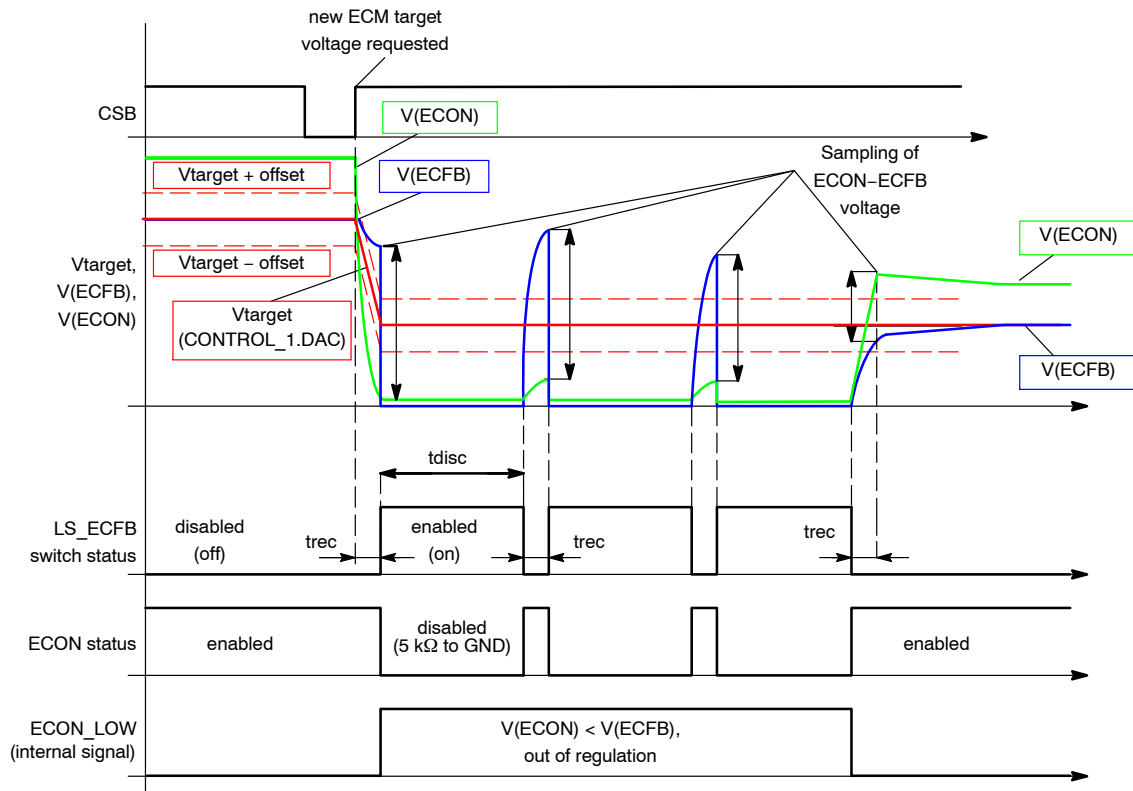 new ECM target
voltage requested
CSB
V(ECON)
Vtarget + offset
V(ECFB)
Sampling of
ECON−ECFB
voltage
Vtarget − offset
V(ECON)
Vtarget,
V(ECFB),
V(ECON)
Vtarget
(CONTROL_1.DAC)
V(ECFB)
tdisc
LS_ECFB
switch status
disabled
(off)
trec
enabled
(on)
trec
trec
ECON status
enabled
disabled
(5 kΩ to GND)
enabled
ECON_LOW
(internal signal)
V(ECON) < V(ECFB),
out of regulation